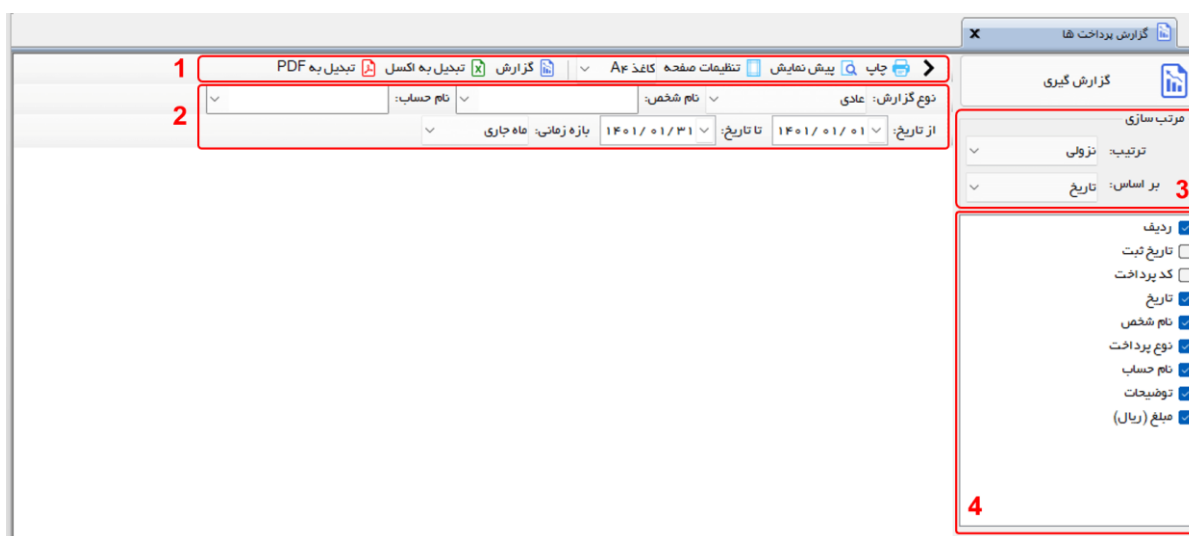 گزارش پرداخت ها x
گزارش گیری
1 چاپ پیش نمایش تنظیمات صفحه کاغذ A۴ گزارش تبدیل به اکسل تبدیل به PDF
2
نوع گزارش: عادی نام شخص: نام حساب:
از تاریخ: ۱۴۰۱/۰۱/۰۱ تا تاریخ: ۱۴۰۱/۰۱/۳۱ بازه زمانی: ماه جاری
مرتب سازی
ترتیب: نزولی
بر اساس: تاریخ
3
ردیف
تاریخ ثبت
کد پرداخت
تاریخ
نام شخص
نوع پرداخت
نام حساب
توضیحات
مبلغ (ریال)
4